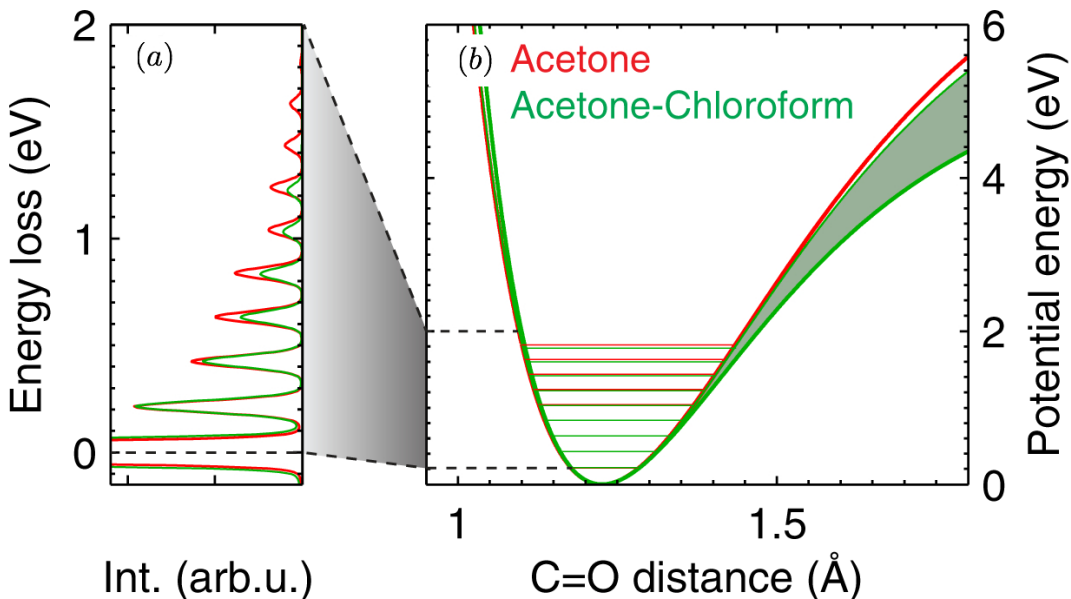 2
1
0
Energy loss (eV)
Int. (arb.u.)
(a)
(b)
Acetone
Acetone-Chloroform
6
4
2
0
Potential energy (eV)
1
1.5
C=O distance (Å)